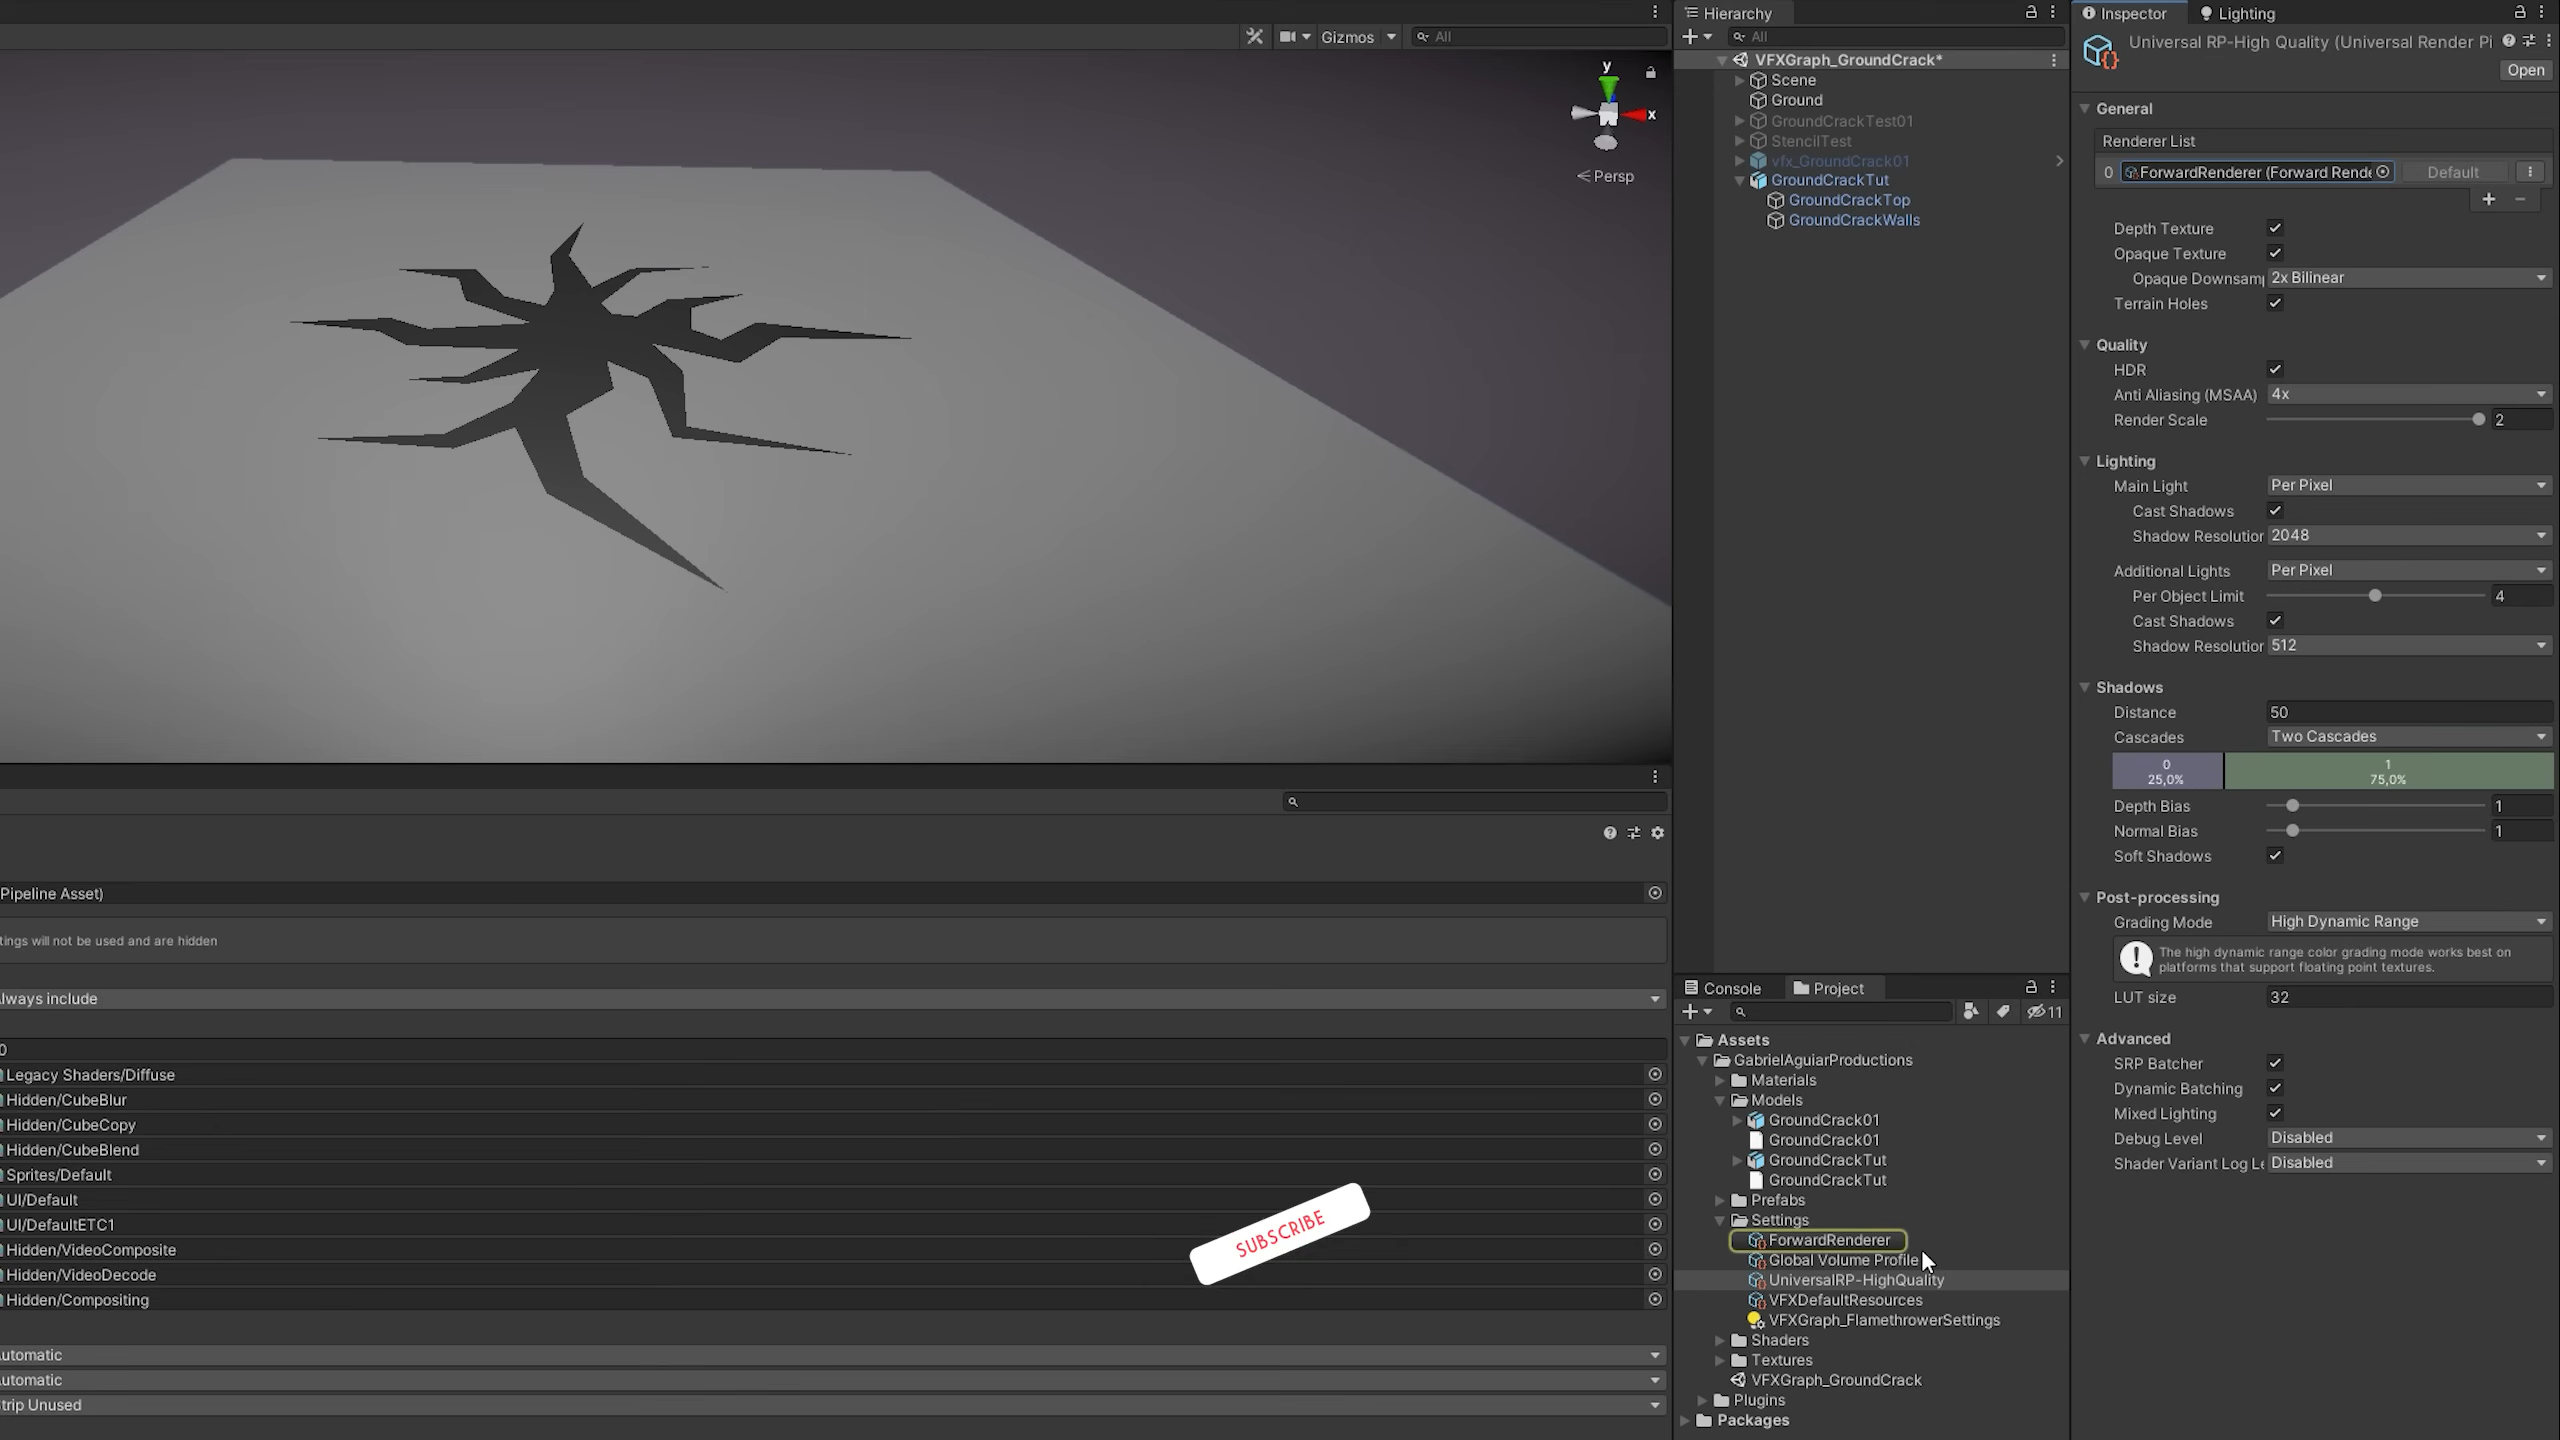 Gizmos
All
y
x
Persp
Pipeline Asset)
tings will not be used and are hidden
lways include
0
Legacy Shaders/Diffuse
Hidden/CubeBlur
Hidden/CubeCopy
Hidden/CubeBlend
Sprites/Default
UI/Default
UI/DefaultETC1
Hidden/VideoComposite
Hidden/VideoDecode
Hidden/Compositing
utomatic
utomatic
trip Unused
SUBSCRIBE
Hierarchy
All
VFXGraph_GroundCrack*
Scene
Ground
GroundCrackTest01
StencilTest
vfx_GroundCrack01
GroundCrackTut
GroundCrackTop
GroundCrackWalls
Console
Project
11
Assets
GabrielAguiarProductions
Materials
Models
GroundCrack01
GroundCrack01
GroundCrackTut
GroundCrackTut
Prefabs
Settings
ForwardRenderer
Global Volume Profile
UniversalRP-HighQuality
VFXDefaultResources
VFXGraph_FlamethrowerSettings
Shaders
Textures
VFXGraph_GroundCrack
Plugins
Packages
Inspector
Lighting
Universal RP-High Quality (Universal Render Pi
Open
General
Renderer List
0 ForwardRenderer (Forward Rende Default
Depth Texture
Opaque Texture
Opaque Downsam 2x Bilinear
Terrain Holes
Quality
HDR
Anti Aliasing (MSAA) 4x
Render Scale 2
Lighting
Main Light Per Pixel
Cast Shadows
Shadow Resolutior 2048
Additional Lights Per Pixel
Per Object Limit 4
Cast Shadows
Shadow Resolutior 512
Shadows
Distance 50
Cascades Two Cascades
0 1
25,0% 75,0%
Depth Bias 1
Normal Bias 1
Soft Shadows
Post-processing
Grading Mode High Dynamic Range
The high dynamic range color grading mode works best on
platforms that support floating point textures.
LUT size 32
Advanced
SRP Batcher
Dynamic Batching
Mixed Lighting
Debug Level Disabled
Shader Variant Log Le Disabled